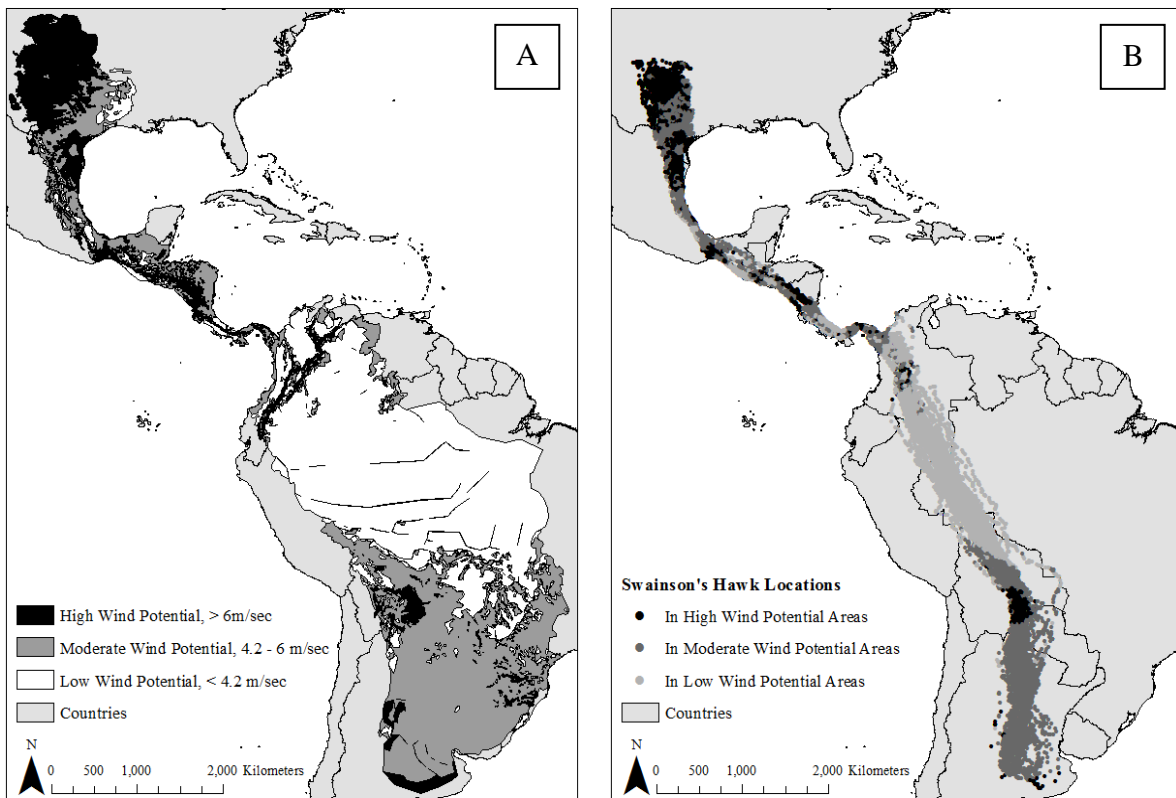 A
High Wind Potential, > 6m/sec
Moderate Wind Potential, 4.2 - 6 m/sec
Low Wind Potential, < 4.2 m/sec
Countries
N
0 500 1,000 2,000 Kilometers
B
Swainson's Hawk Locations
In High Wind Potential Areas
In Moderate Wind Potential Areas
In Low Wind Potential Areas
Countries
N
0 500 1,000 2,000 Kilometers